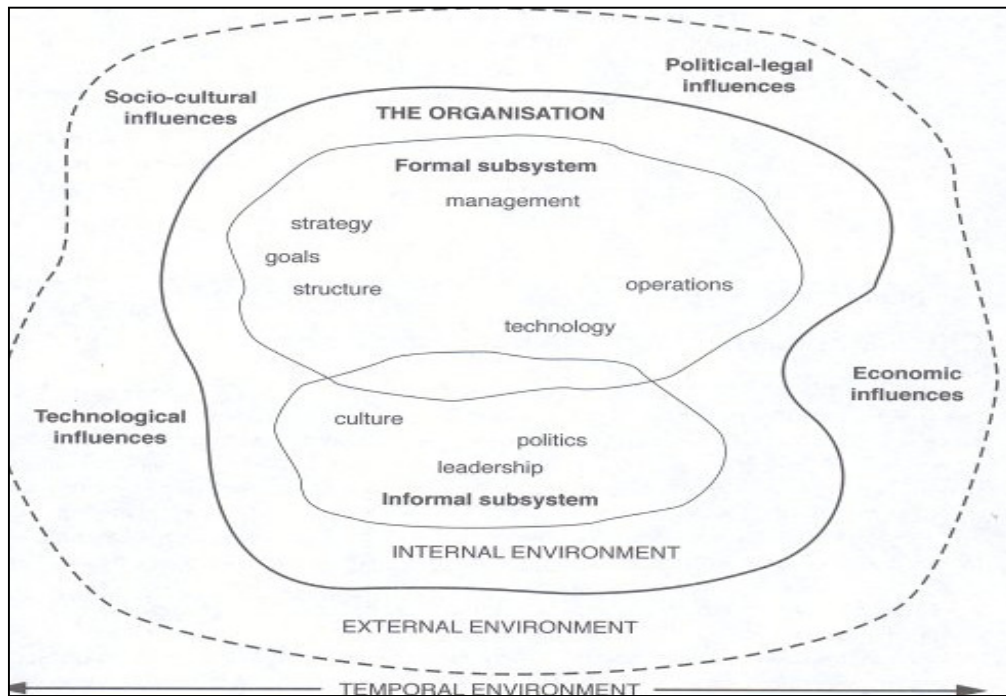 Political-legal
influences
Socio-cultural
influences
THE ORGANISATION
Formal subsystem
management
strategy
goals
structure
operations
technology
Economic
influences
Technological
influences
culture
politics
leadership
Informal subsystem
INTERNAL ENVIRONMENT
EXTERNAL ENVIRONMENT
TEMPORAL ENVIRONMENT